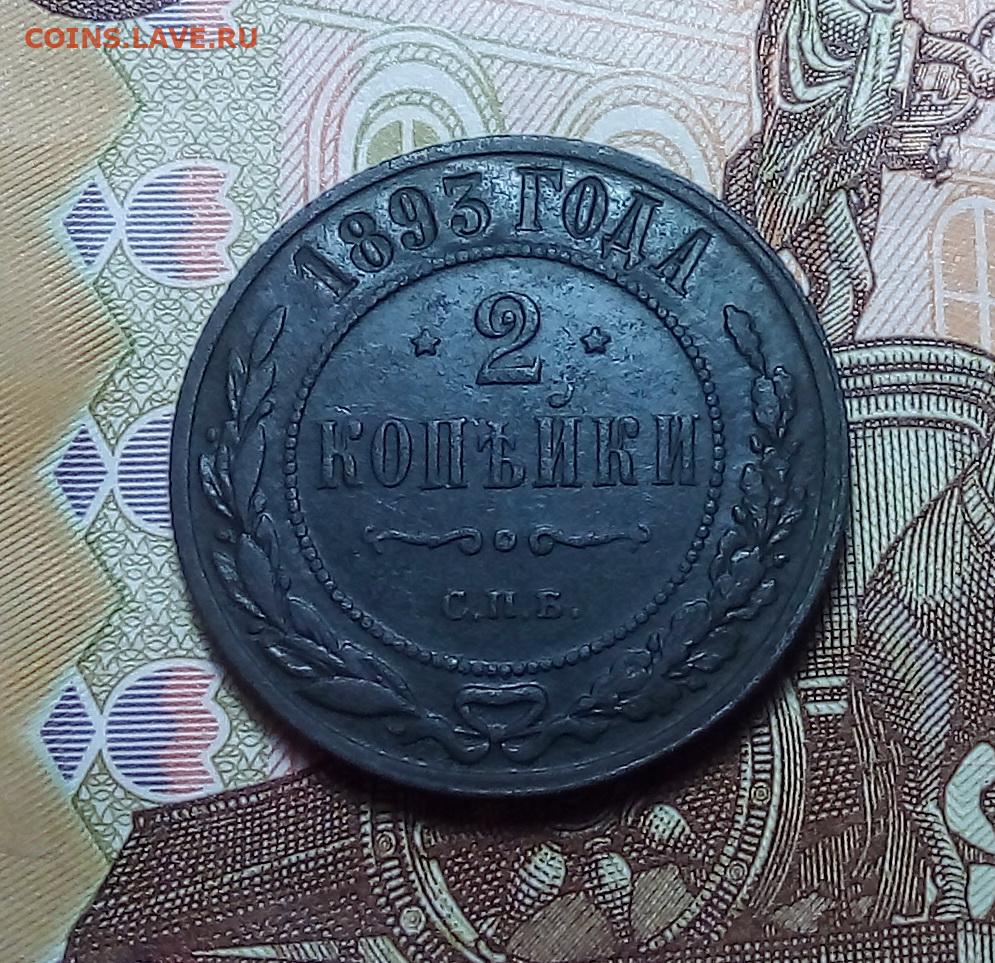 COINS.LAVE.RU
1893 ГОДА
2
КОПѢЙКИ
С.П.Б.